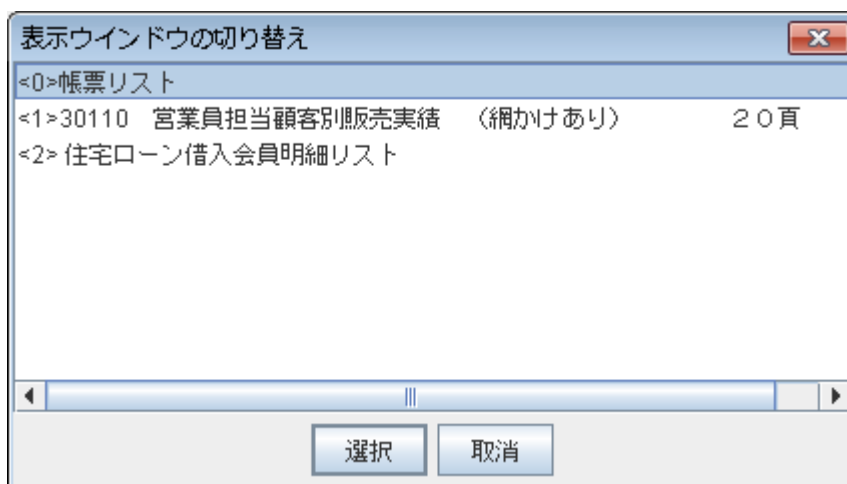 表示ウインドウの切り替え
<0>帳票リスト
<1>30110　営業員担当顧客別販売実績　（網かけあり）　　　　２０頁
<2> 住宅ローン借入会員明細リスト
選択　取消